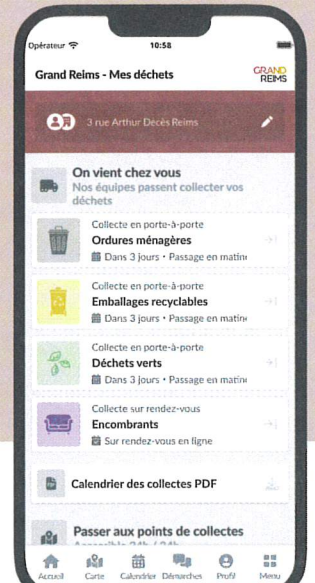 Opérateur 10:58
Grand Reims - Mes déchets
GRAND
REIMS
3 rue Arthur Décès Reims
On vient chez vous
Nos équipes passent collecter vos
déchets
Collecte en porte-à-porte
Ordures ménagères
Dans 3 jours • Passage en matin
Collecte en porte-à-porte
Emballages recyclables
Dans 3 jours • Passage en matin
Collecte en porte-à-porte
Déchets verts
Dans 3 jours • Passage en matin
Collecte sur rendez-vous
Encombrants
Sur rendez-vous en ligne
Calendrier des collectes PDF
Passer aux points de collectes
Accessible 24h / 24h
Accueil Carte Calendrier Démarches Profil Menu